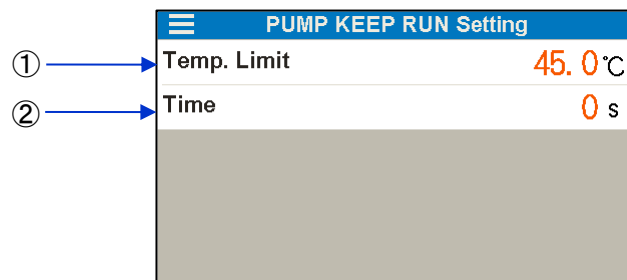 PUMP KEEP RUN Setting
① Temp. Limit 45.0 ℃
② Time 0 s